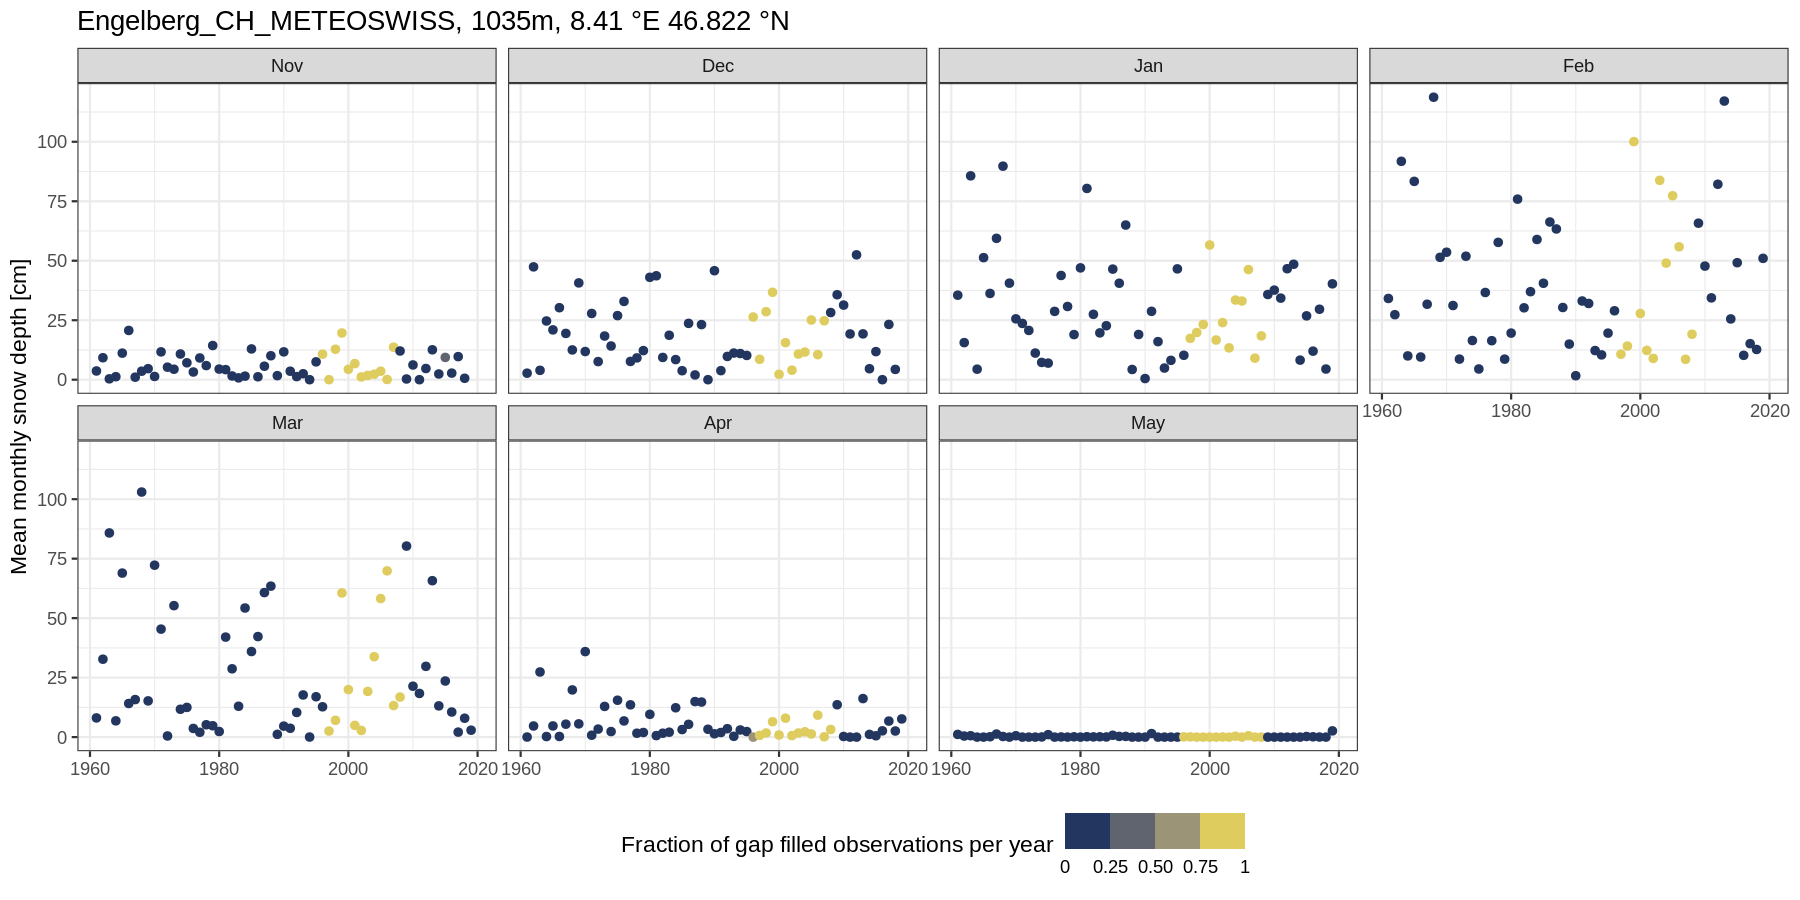 Engelberg_CH_METEOSWISS, 1035m, 8.41 °E 46.822 °N
Nov Dec Jan Feb
100
75
50
25
0
1960 1980 2000 2020
Mar Apr May
100
75
50
25
0
1960 1980 2000 2020 1960 1980 2000 2020 1960 1980 2000 2020
Mean monthly snow depth [cm]
Fraction of gap filled observations per year
0 0.25 0.50 0.75 1